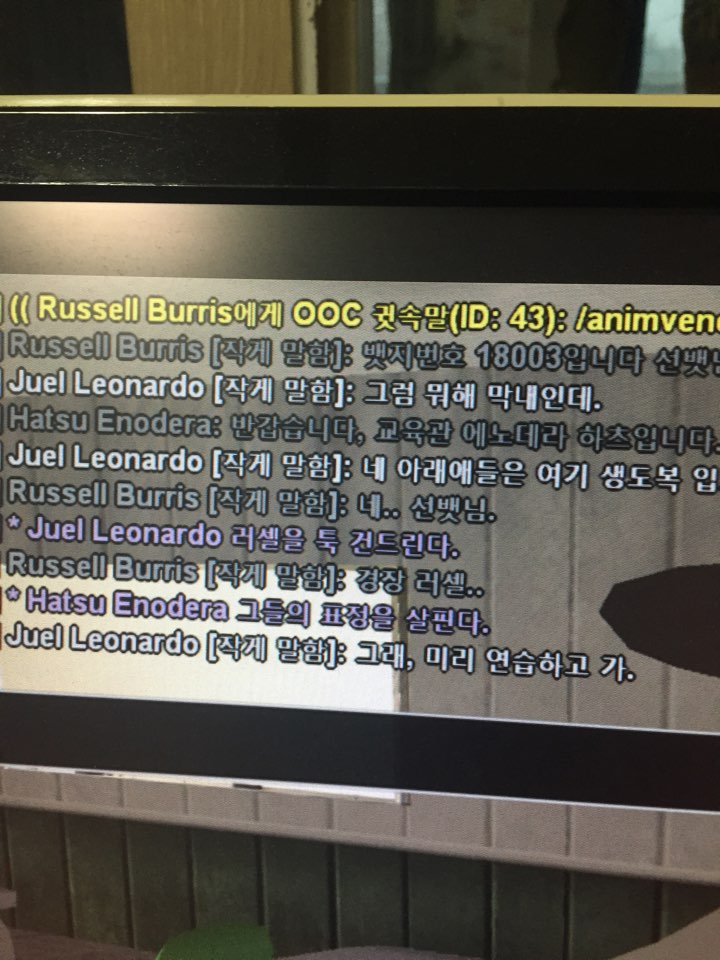 (( Russell Burris에게 OOC 귓속말(ID: 43):
Russell Burris [작게 말함]: 뱃지번호 18003입니다
Juel Leonardo [작게 말함]: 그럼 뭐해 막내인데.
Hatsu Enodera: 반갑습니다, 교육관 에노데라 하츠입니다.
Juel Leonardo [작게 말함]: 네 아래애들은 여기 생도복
Russell Burris [작게 말함]: 네.. 선뱃님.
* Juel Leonardo 러셀을 툭 건드린다.
Russell Burris [작게 말함]: 경장 러셀..
* Hatsu Enodera 그들의 표정을 살핀다.
Juel Leonardo [작게 말함]: 그래, 미리 연습하고 가.